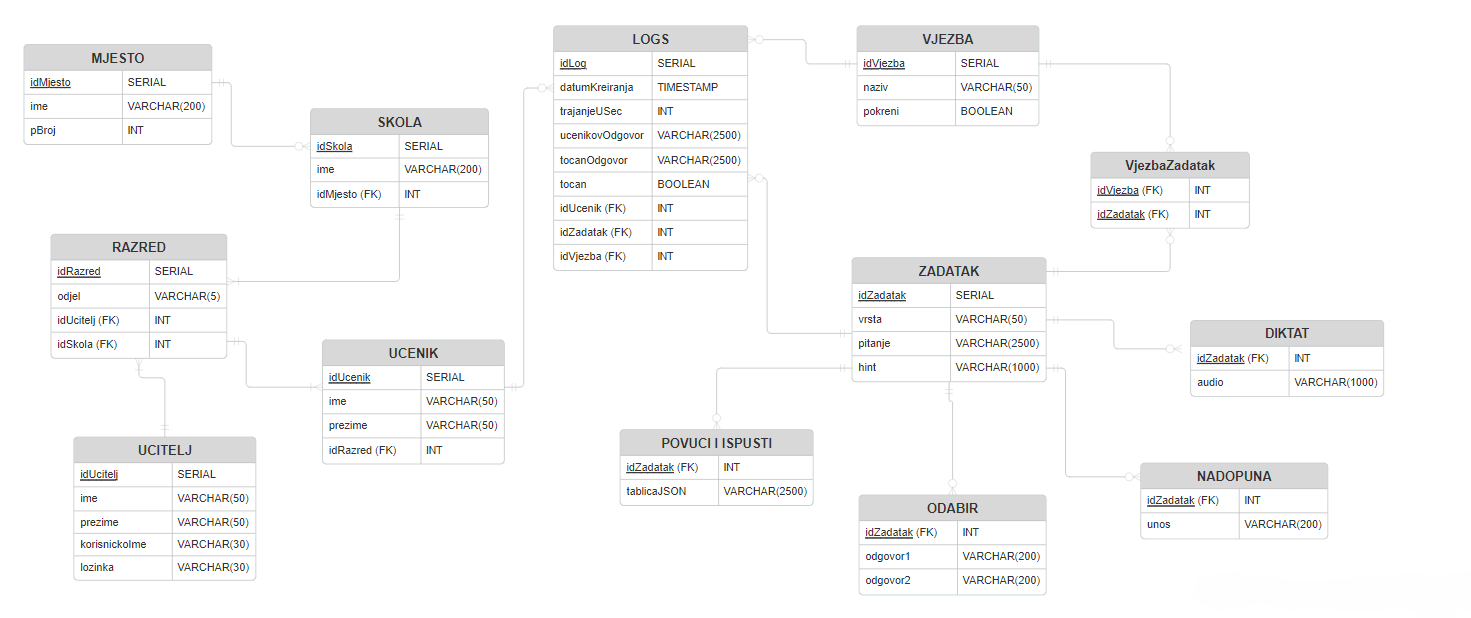 MJESTO
idMjesto SERIAL
ime VARCHAR(200)
pBroj INT
SKOLA
idSkola SERIAL
ime VARCHAR(200)
idMjesto (FK) INT
RAZRED
idRazred SERIAL
odjel VARCHAR(5)
idUcitelj (FK) INT
idSkola (FK) INT
UCITELJ
idUcitelj SERIAL
ime VARCHAR(50)
prezime VARCHAR(50)
korisnickoIme VARCHAR(30)
lozinka VARCHAR(30)
UCENIK
idUcenik SERIAL
ime VARCHAR(50)
prezime VARCHAR(50)
idRazred (FK) INT
LOGS
idLog SERIAL
datumKreiranja TIMESTAMP
trajanjeUSec INT
ucenikovOdgovor VARCHAR(2500)
tocanOdgovor VARCHAR(2500)
tocan BOOLEAN
idUcenik (FK) INT
idZadatak (FK) INT
idVjezba (FK) INT
VJEZBA
idVjezba SERIAL
naziv VARCHAR(50)
pokreni BOOLEAN
VjezbaZadatak
idVjezba (FK) INT
idZadatak (FK) INT
ZADATAK
idZadatak SERIAL
vrsta VARCHAR(50)
pitanje VARCHAR(2500)
hint VARCHAR(1000)
DIKTAT
idZadatak (FK) INT
audio VARCHAR(1000)
POVUCI I ISPUSTI
idZadatak (FK) INT
tablicaJSON VARCHAR(2500)
ODABIR
idZadatak (FK) INT
odgovor1 VARCHAR(200)
odgovor2 VARCHAR(200)
NADOPUNA
idZadatak (FK) INT
unos VARCHAR(200)